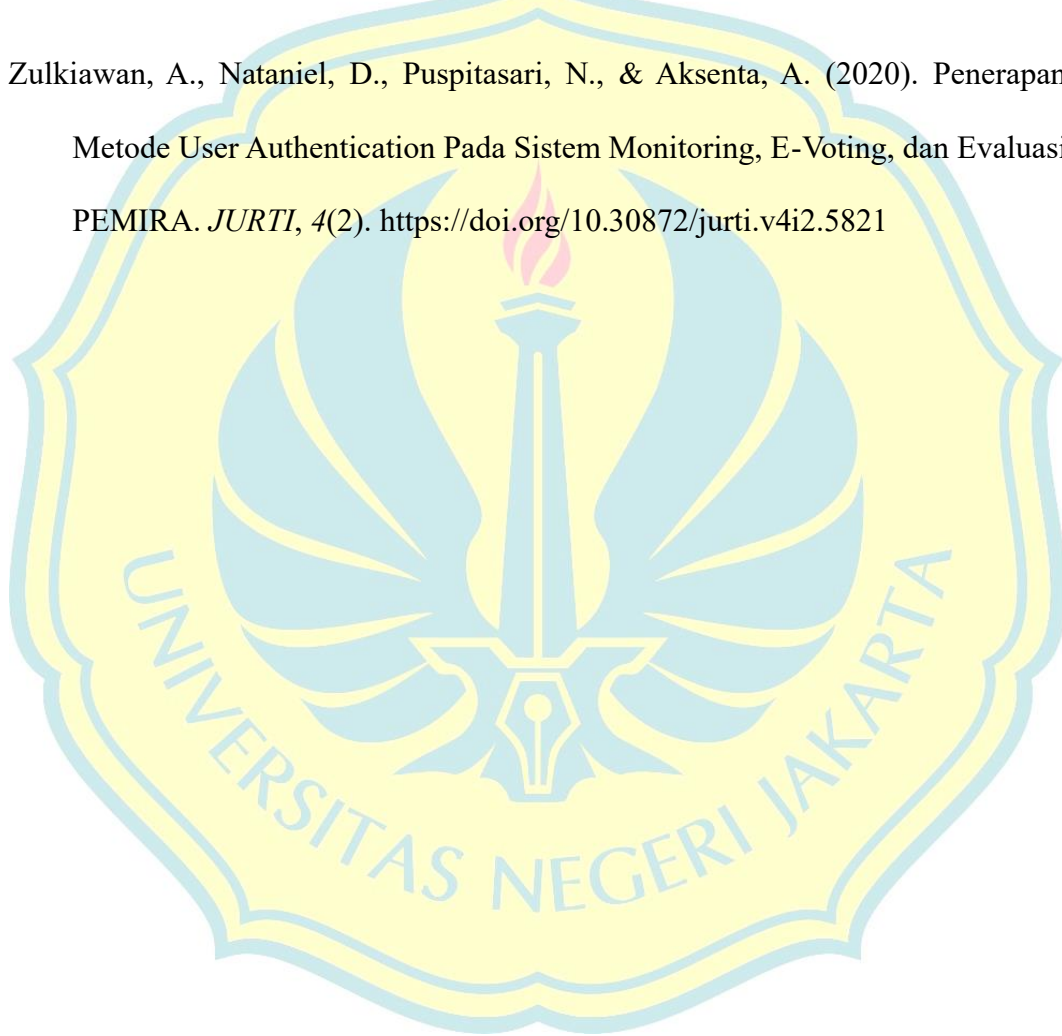 Zulkiawan, A., Nataniel, D., Puspitasari, N., & Aksenta, A. (2020). Penerapan
Metode User Authentication Pada Sistem Monitoring, E-Voting, dan Evaluasi
PEMIRA. JURTI, 4(2). https://doi.org/10.30872/jurti.v4i2.5821
UNIVERSITAS NEGERI JAKARTA